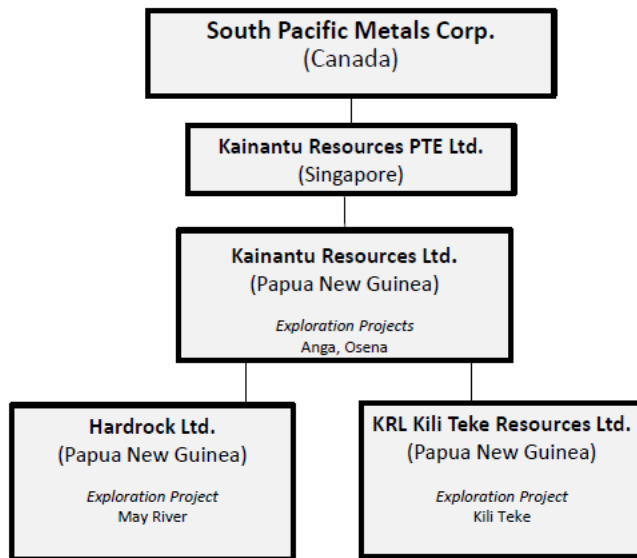 South Pacific Metals Corp.
(Canada)
Kainantu Resources PTE Ltd.
(Singapore)
Kainantu Resources Ltd.
(Papua New Guinea)
Exploration Projects
Anga, Osena
Hardrock Ltd.
(Papua New Guinea)
Exploration Project
May River
KRL Kili Teke Resources Ltd.
(Papua New Guinea)
Exploration Project
Kili Teke